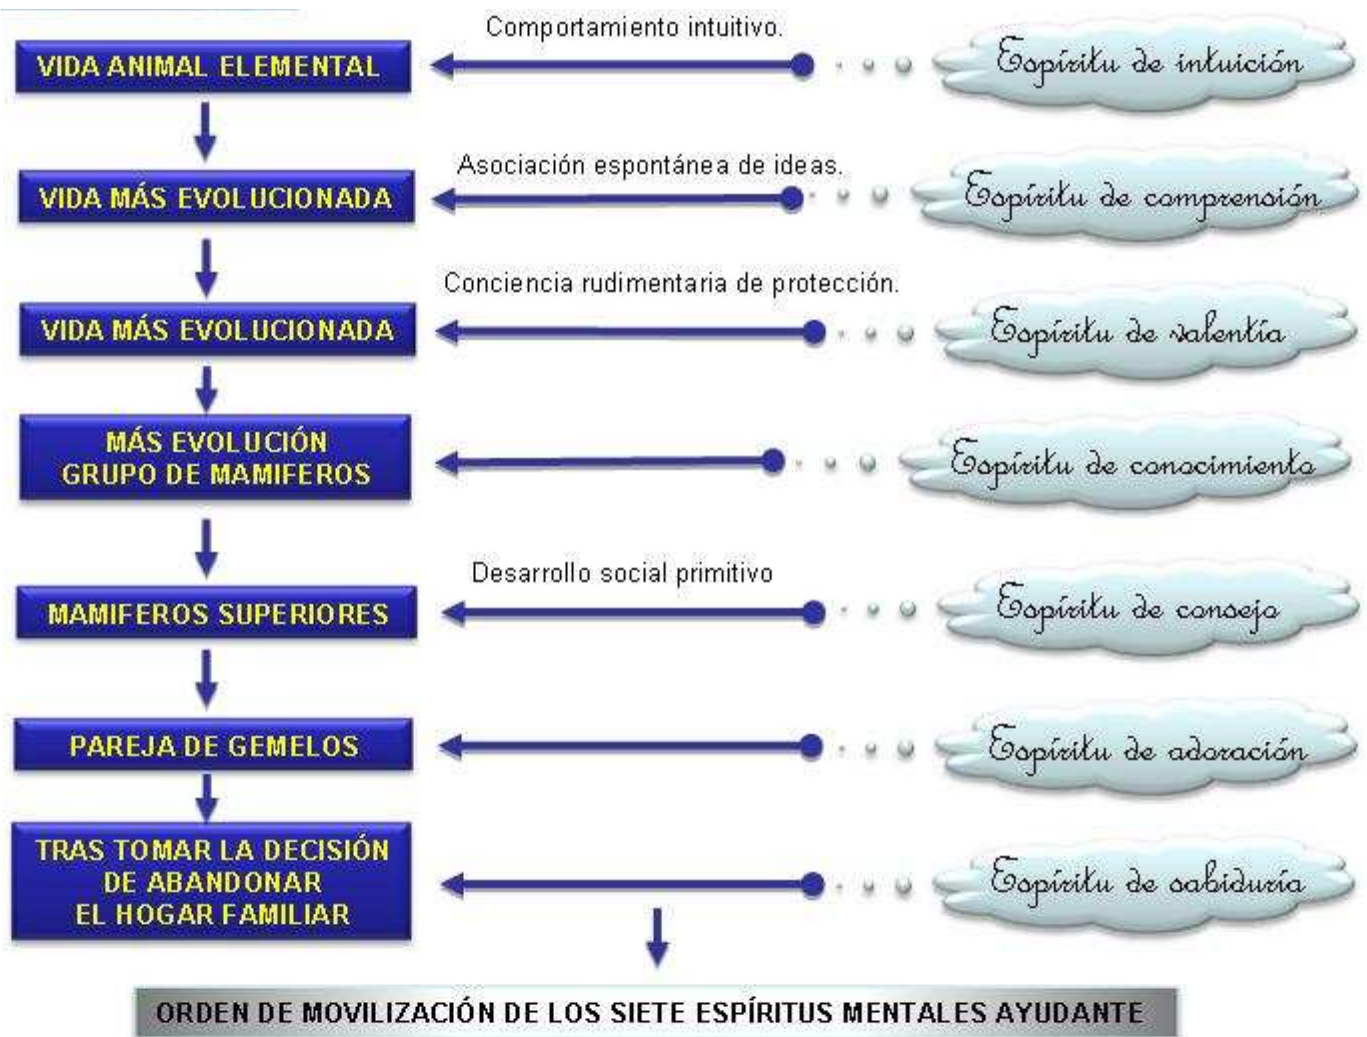 Comportamiento intuitivo.
VIDA ANIMAL ELEMENTAL
Espíritu de intuición
Asociación espontánea de ideas.
VIDA MÁS EVOLUCIONADA
Espíritu de comprensión
Conciencia rudimentaria de protección.
VIDA MÁS EVOLUCIONADA
Espíritu de valentía
MÁS EVOLUCIÓN
GRUPO DE MAMIFEROS
Espíritu de conocimiento
Desarrollo social primitivo
MAMIFEROS SUPERIORES
Espíritu de consejo
PAREJA DE GEMELOS
Espíritu de adoración
TRAS TOMAR LA DECISIÓN
DE ABANDONAR
EL HOGAR FAMILIAR
Espíritu de sabiduría
ORDEN DE MOVILIZACIÓN DE LOS SIETE ESPÍRITUS MENTALES AYUDANTE